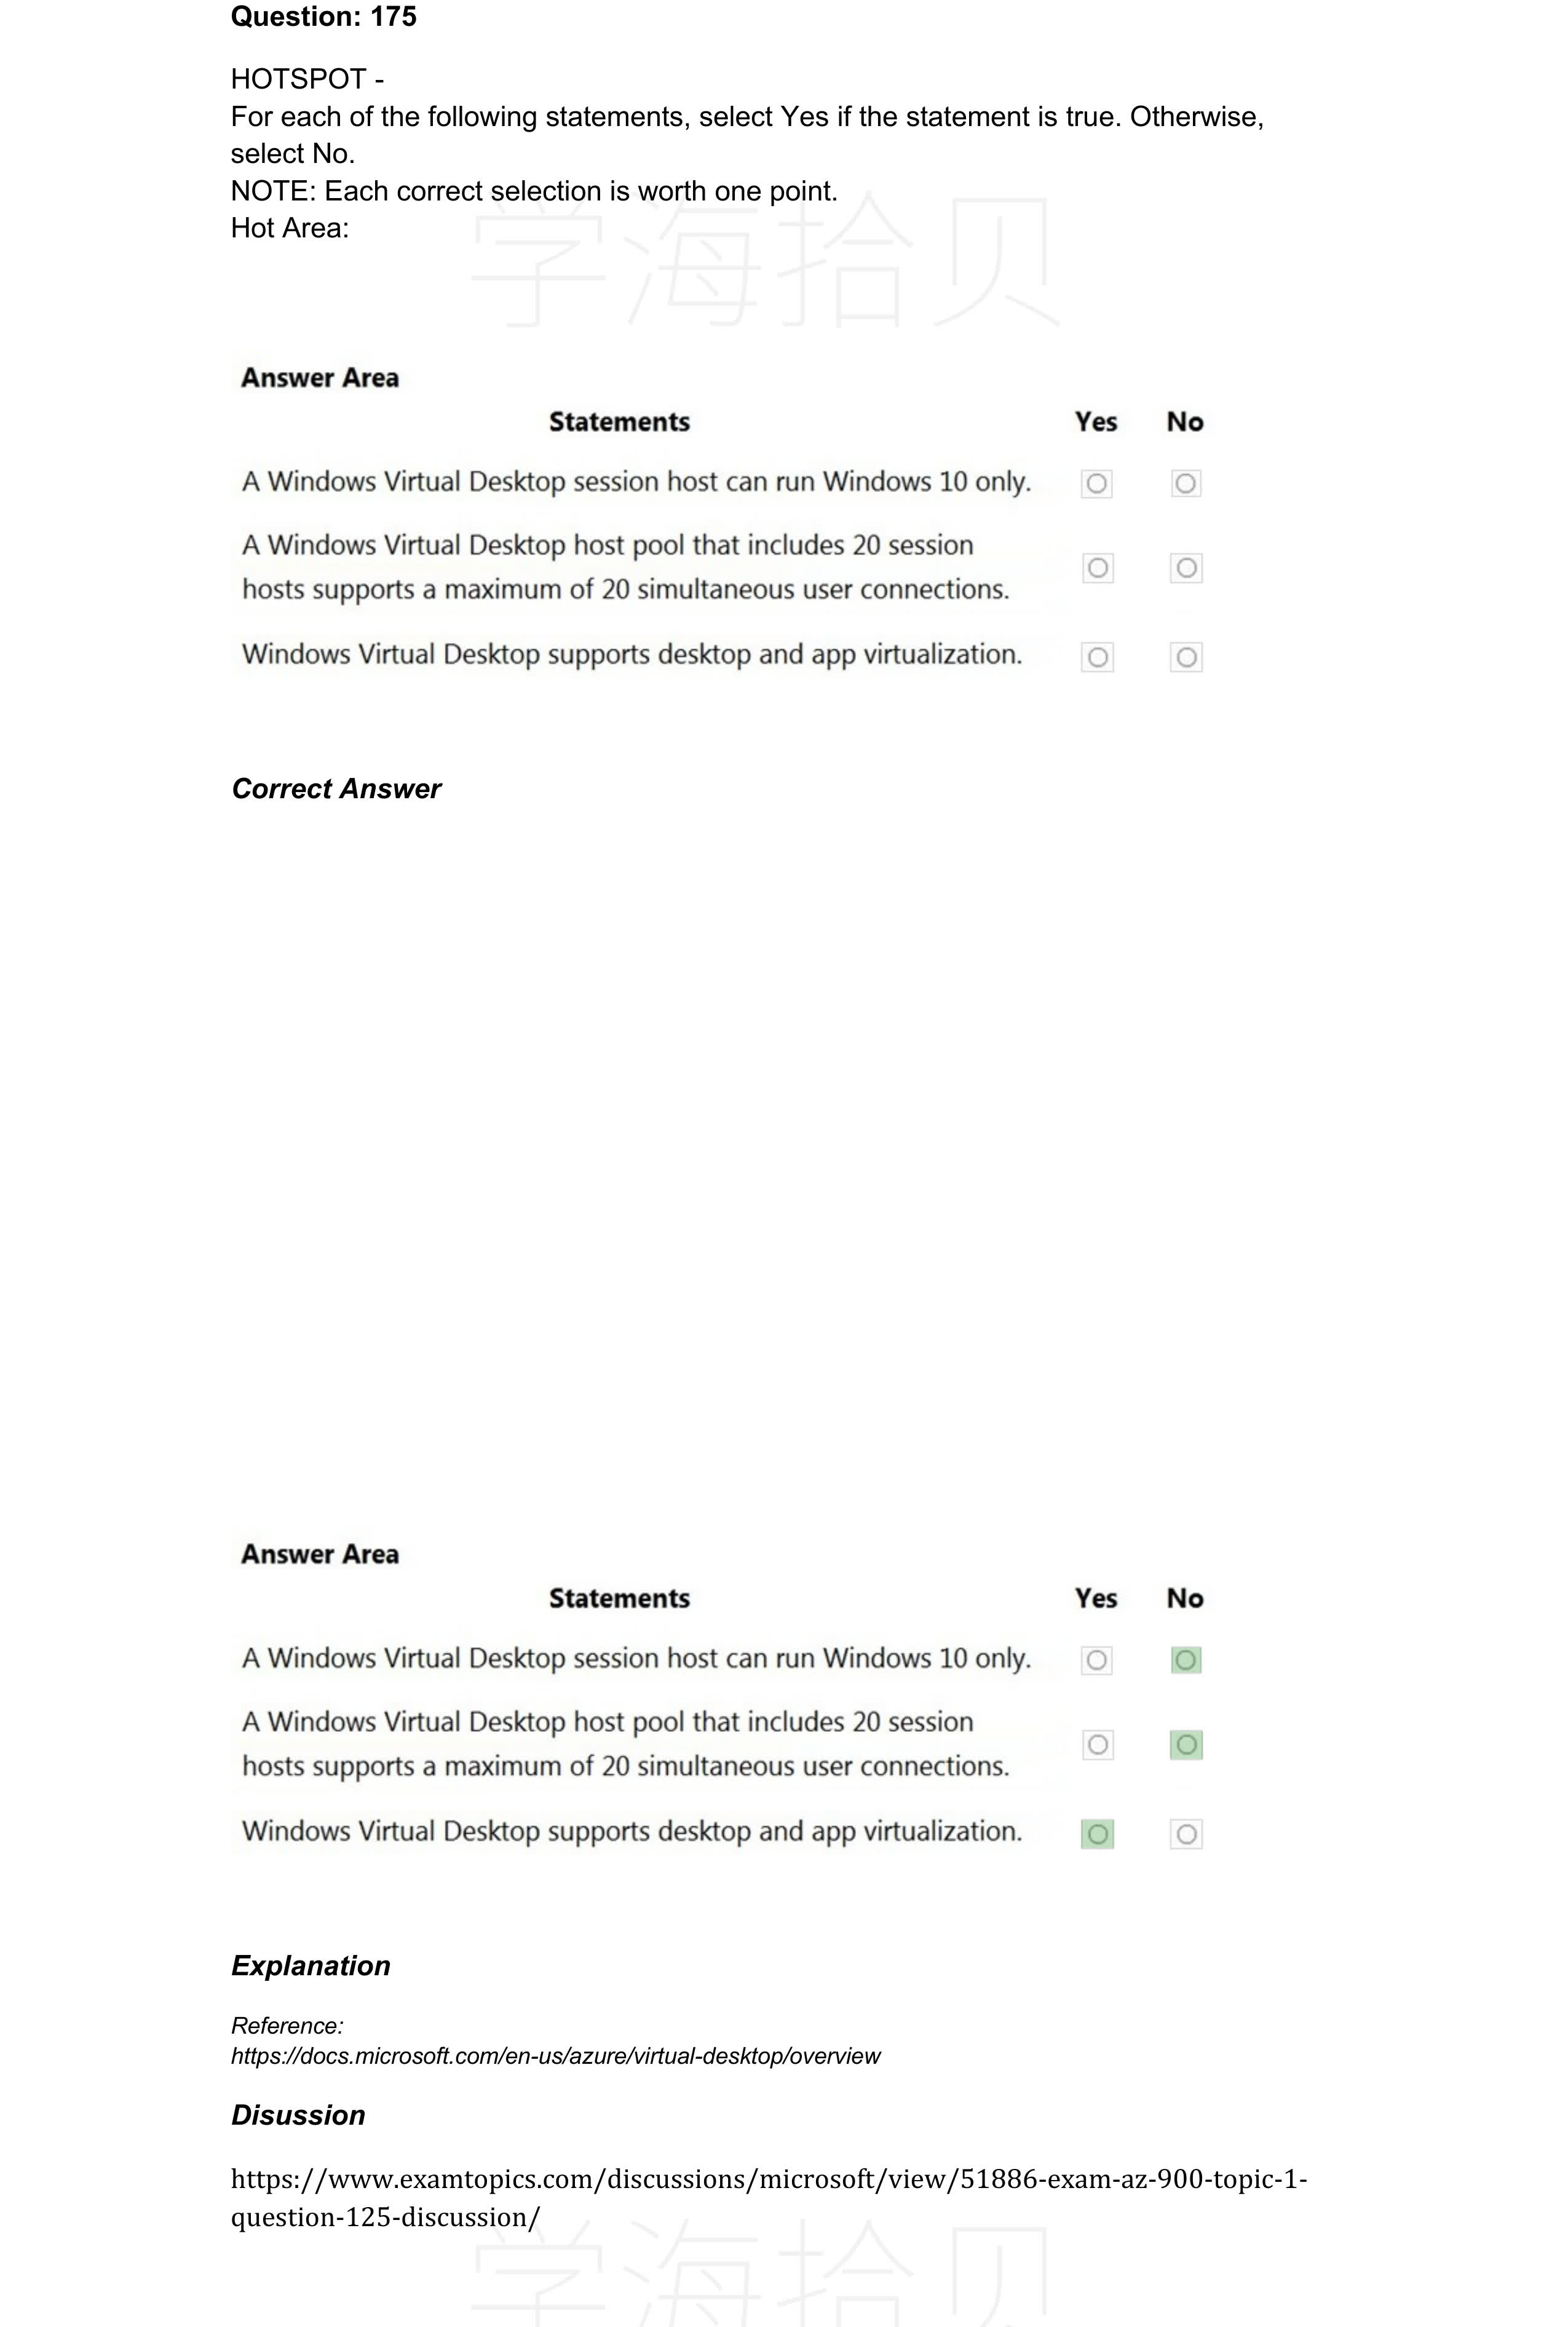 Question: 175
HOTSPOT -
For each of the following statements, select Yes if the statement is true. Otherwise,
select No.
NOTE: Each correct selection is worth one point.
Hot Area:
学海拾贝
Answer Area
Statements Yes No
A Windows Virtual Desktop session host can run Windows 10 only.
A Windows Virtual Desktop host pool that includes 20 session
hosts supports a maximum of 20 simultaneous user connections.
Windows Virtual Desktop supports desktop and app virtualization.
Correct Answer
Answer Area
Statements Yes No
A Windows Virtual Desktop session host can run Windows 10 only.
A Windows Virtual Desktop host pool that includes 20 session
hosts supports a maximum of 20 simultaneous user connections.
Windows Virtual Desktop supports desktop and app virtualization.
Explanation
Reference:
https://docs.microsoft.com/en-us/azure/virtual-desktop/overview
Disussion
https://www.examtopics.com/discussions/microsoft/view/51886-exam-az-900-topic-1-
question-125-discussion/
学海拾贝